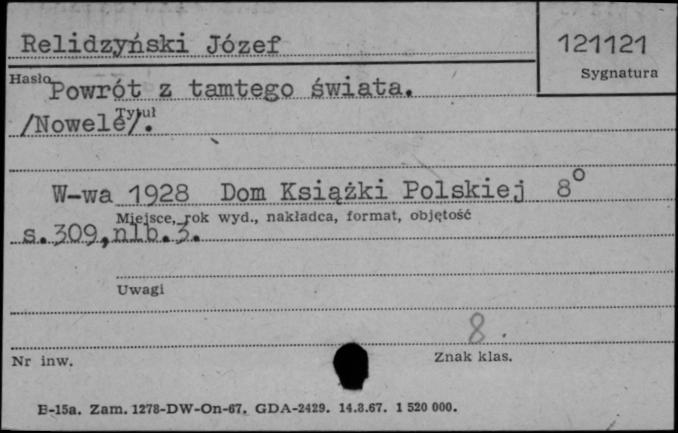 Relidzyński Józef
121121
Sygnatura
Hasło
Powrót z tamtego świata.
/Nowele/.
Tytuł
W-wa 1928 Dom Książki Polskiej 8°
Miejsce, rok wyd., nakładca, format, objętość
s.309,nlb.3.
Uwagi
8.
Nr inw.
Znak klas.
B-15a. Zam. 1278-DW-On-67. GDA-2429. 14.8.67. 1 520 000.